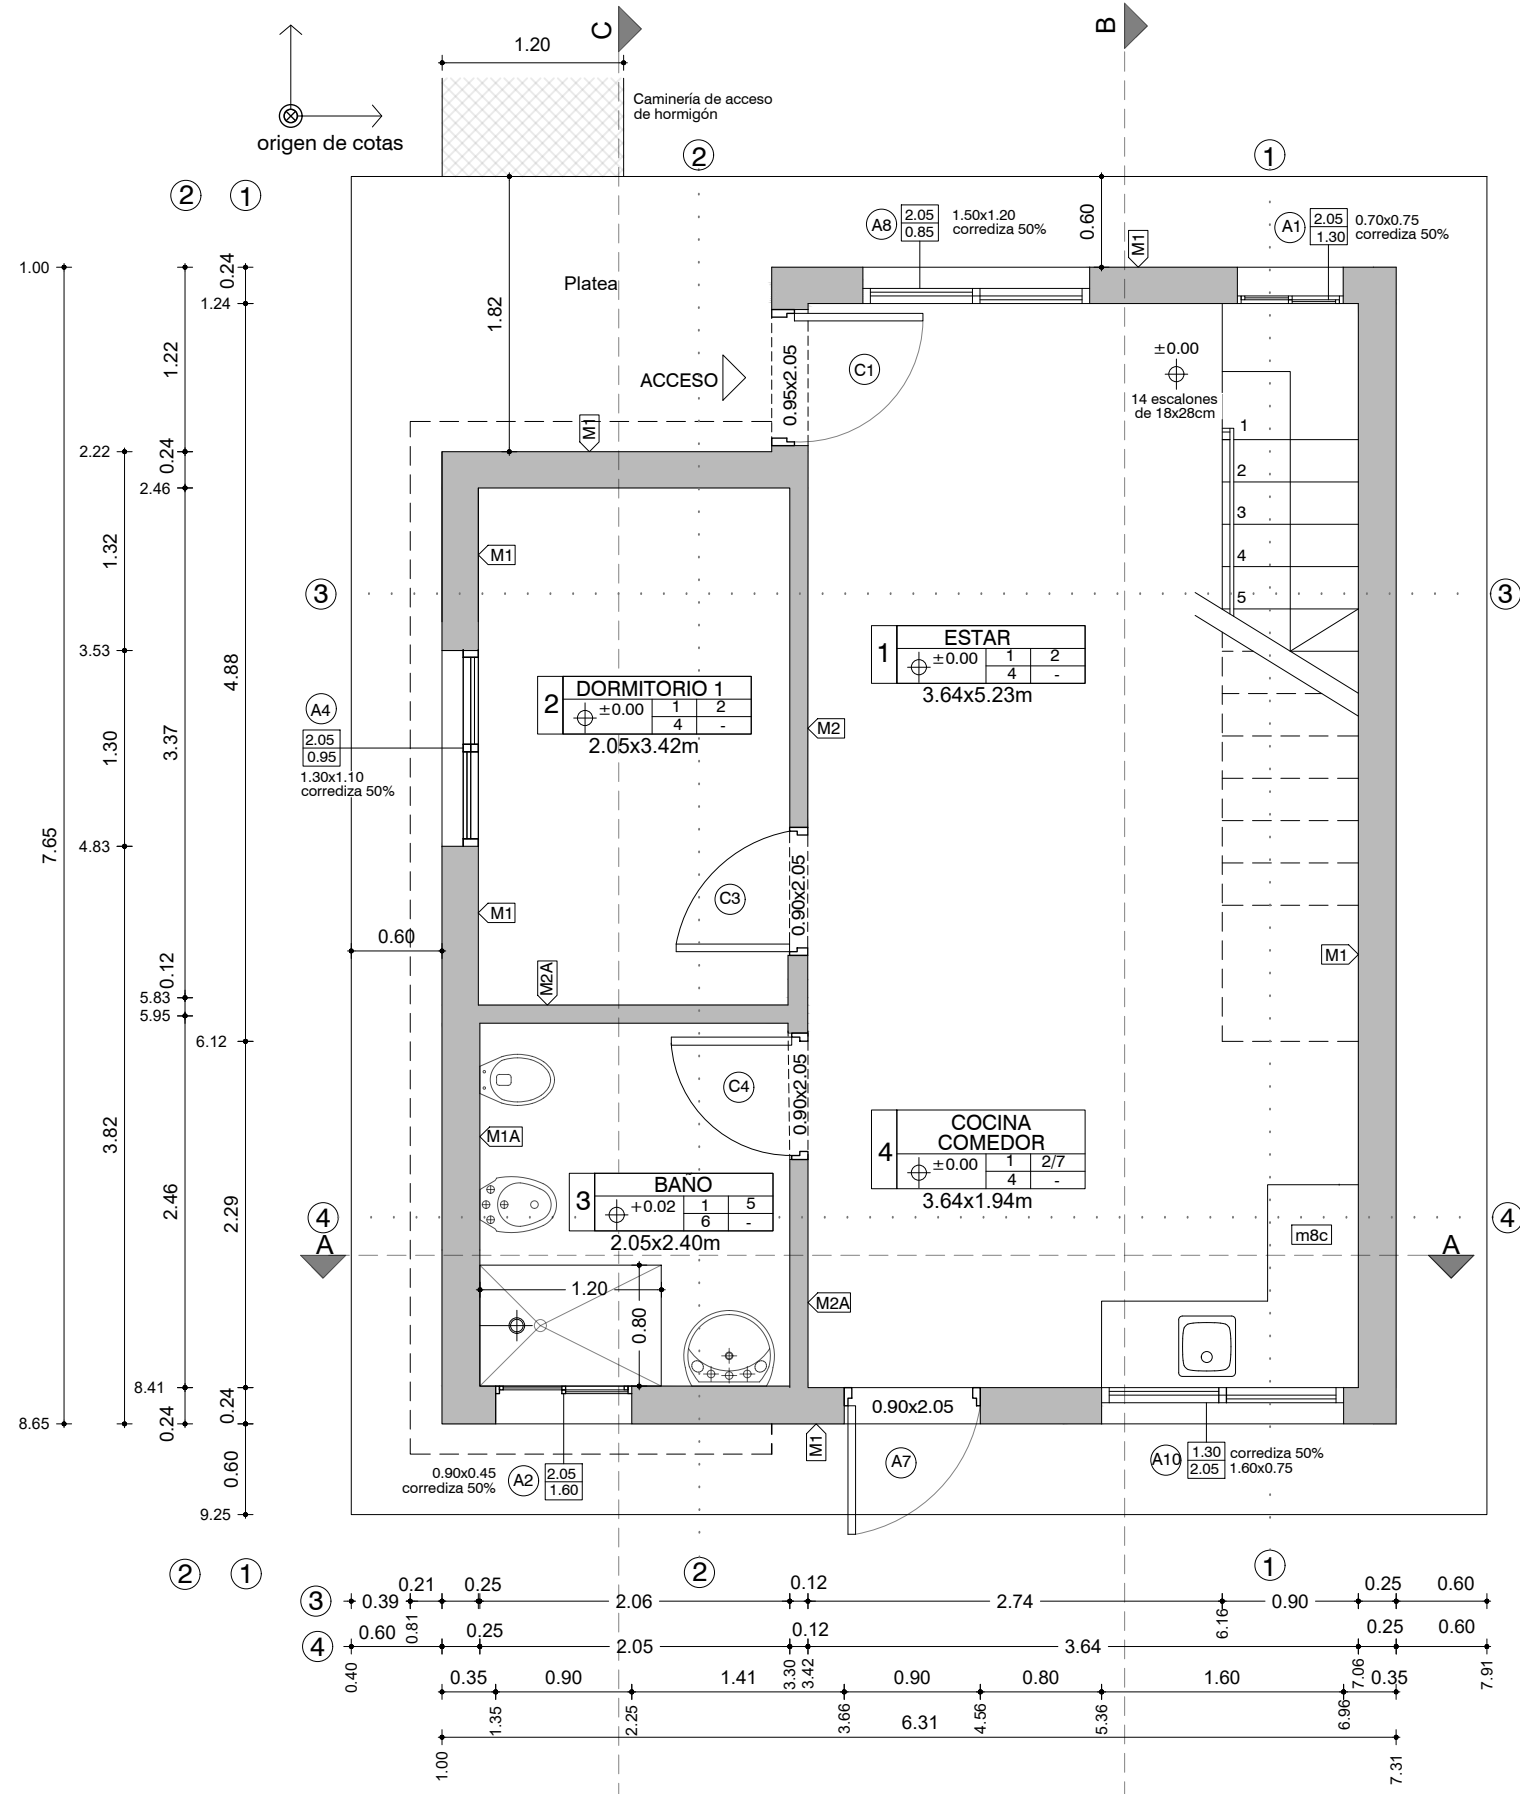 C
B
1.20
Caminería de acceso
de hormigón
origen de cotas
2
1
2
1
A8
2.05
0.85
1.50x1.20
corrediza 50%
0.60
M1
A1
2.05
1.30
0.70x0.75
corrediza 50%
1.00
0.24
1.24
Platea
1.82
1.22
ACCESO
0.95x2.05
C1
±0.00
14 escalones
de 18x28cm
1
2
3
4
5
M1
2.22
0.24
2.46
1.32
M1
3
3
3.53
4.88
1
ESTAR
±0.00
1
2
4
-
3.64x5.23m
2
DORMITORIO 1
±0.00
1
2
4
-
2.05x3.42m
M2
A4
2.05
0.95
1.30x1.10
corrediza 50%
1.30
3.37
7.65
4.83
C3
0.90x2.05
M1
0.60
M1
0.12
M2A
5.83
5.95
6.12
C4
0.90x2.05
M1A
3.82
2.46
2.29
4
COCINA
COMEDOR
±0.00
1
2/7
4
-
3.64x1.94m
3
BAÑO
+0.02
1
5
6
-
2.05x2.40m
4
4
A
A
m8c
1.20
0.80
M2A
8.41
8.65
0.24
0.24
0.90x2.05
M1
A7
0.90x0.45
corrediza 50%
A2
2.05
1.60
A10
1.30
2.05
corrediza 50%
1.60x0.75
0.60
9.25
2
1
2
1
3
0.39
0.21
0.25
2.06
0.12
2.74
0.90
0.25
0.60
0.81
6.16
4
0.60
0.25
2.05
0.12
3.64
0.25
0.60
0.40
3.30
3.42
7.06
7.91
0.35
0.90
1.41
0.90
0.80
1.60
0.35
1.35
2.25
3.66
4.56
5.36
6.96
6.31
1.00
7.31